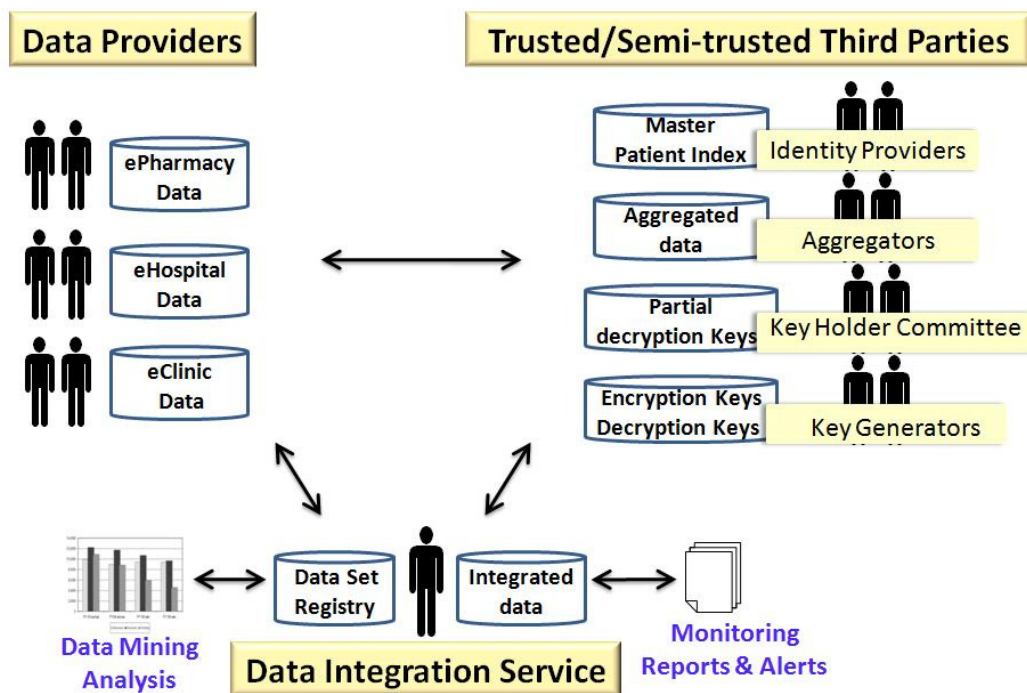 Data Providers
Trusted/Semi-trusted Third Parties
ePharmacy
Data
eHospital
Data
eClinic
Data
Master
Patient Index
Identity Providers
Aggregated
data
Aggregators
Partial
decryption Keys
Key Holder Committee
Encryption Keys
Decryption Keys
Key Generators
Data Set
Registry
Integrated
data
Data Mining
Analysis
Data Integration Service
Monitoring
Reports & Alerts